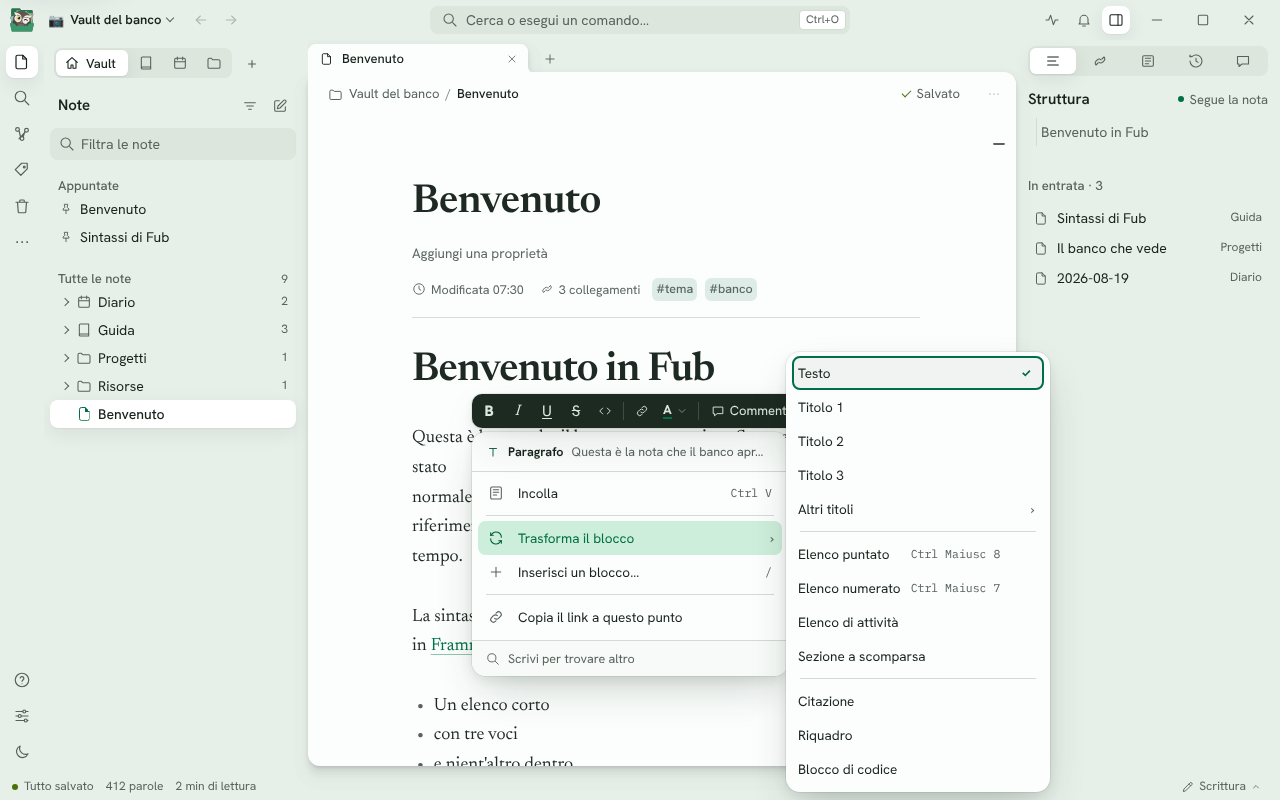 Vault del banco
Cerca o esegui un comando...
Ctrl+O
Vault
Note
Filtra le note
Appuntate
Benvenuto
Sintassi di Fub
Tutte le note 9
Diario 2
Guida 3
Progetti 1
Risorse 1
Benvenuto
Benvenuto
Vault del banco / Benvenuto
Salvato
Benvenuto
Aggiungi una proprietà
Modificata 07:30 3 collegamenti #tema #banco
Benvenuto in Fub
B I U S A Comment
Questa è
stato
normale
tempo.
La
in
Un elenco corto
con tre voci
e nient'altro dentro
T Paragrafo Questa è la nota che il banco apr...
Incolla Ctrl V
Trasforma il blocco
Inserisci un blocco... /
Copia il link a questo punto
Scrivi per trovare altro
Testo
Titolo 1
Titolo 2
Titolo 3
Altri titoli
Elenco puntato Ctrl Maiusc 8
Elenco numerato Ctrl Maiusc 7
Elenco di attività
Sezione a scomparsa
Citazione
Riquadro
Blocco di codice
Struttura
Segue la nota
Benvenuto in Fub
In entrata · 3
Sintassi di Fub Guida
Il banco che vede Progetti
2026-08-19 Diario
Tutto salvato 412 parole 2 min di lettura
Scrittura